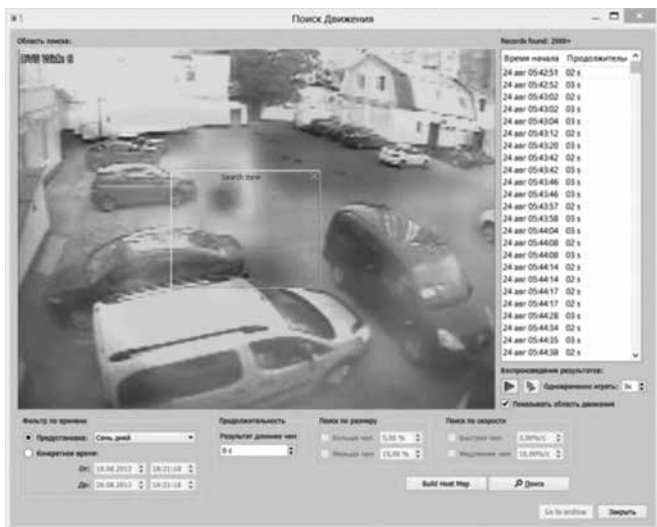 Поиск Движения
Область поиска:
Records found: 2000+
Search zone
Время начала Продолжительн
24 авг 05:42:51 02 s
24 авг 05:42:52 03 s
24 авг 05:43:02 02 s
24 авг 05:43:02 03 s
24 авг 05:43:04 03 s
24 авг 05:43:12 02 s
24 авг 05:43:20 03 s
24 авг 05:43:42 02 s
24 авг 05:43:42 03 s
24 авг 05:43:46 03 s
24 авг 05:43:46 03 s
24 авг 05:43:57 02 s
24 авг 05:43:58 03 s
24 авг 05:44:04 03 s
24 авг 05:44:08 02 s
24 авг 05:44:08 03 s
24 авг 05:44:14 02 s
24 авг 05:44:14 02 s
24 авг 05:44:17 02 s
24 авг 05:44:17 02 s
24 авг 05:44:28 03 s
24 авг 05:44:34 02 s
24 авг 05:44:35 03 s
24 авг 05:44:38 02 s
Воспроизведение результатов:
Одновременно играть: 3x
Показывать область движения
Фильтр по времени
Предустановка: Семь дней
Конкретное время:
От: 19.08.2013 18:21:18
До: 26.08.2013 18:21:18
Продолжительность
Результат длиннее чем
0 s
Поиск по размеру
Больше чем 5,00 %
Меньше чем 15,00 %
Поиск по скорости
Быстрее чем 3,00%/с
Медленнее чем 10,00%/с
Build Heat Map
Поиск
Go to archive
Закрыть